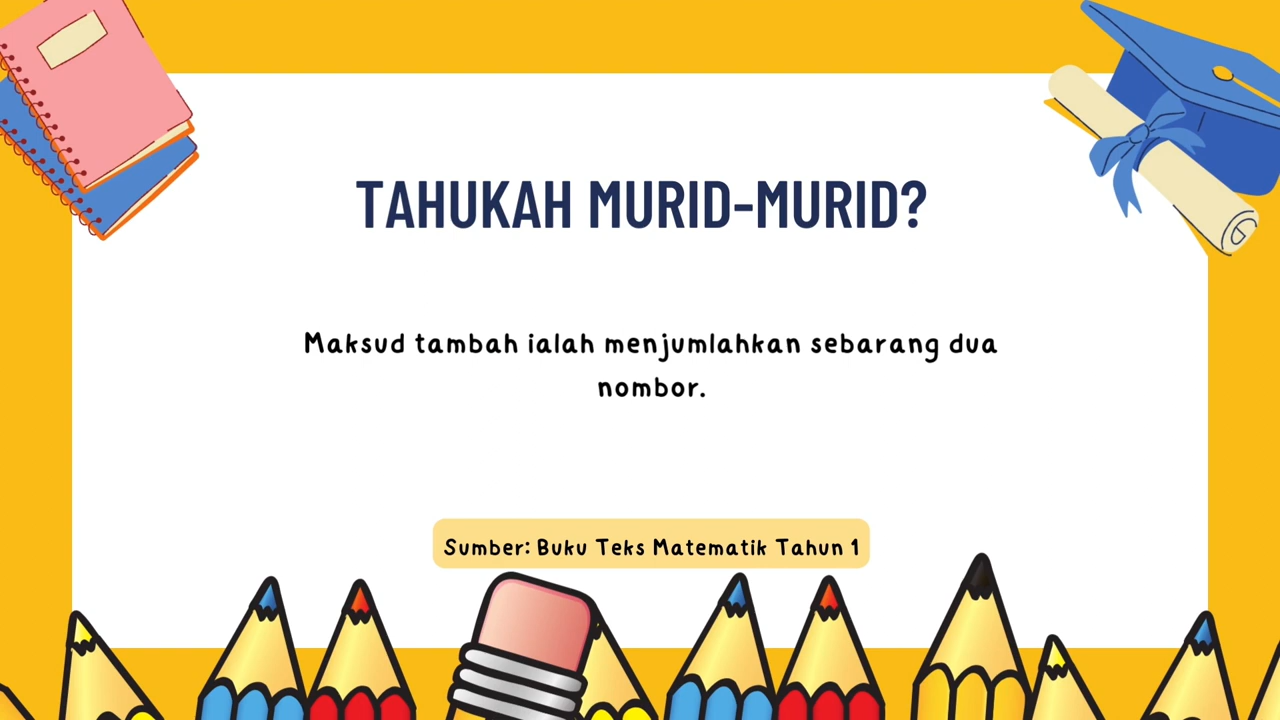 TAHUKAH MURID-MURID?
Maksud tambah ialah menjumlahkan sebarang dua
nombor.
Sumber: Buku Teks Matematik Tahun 1